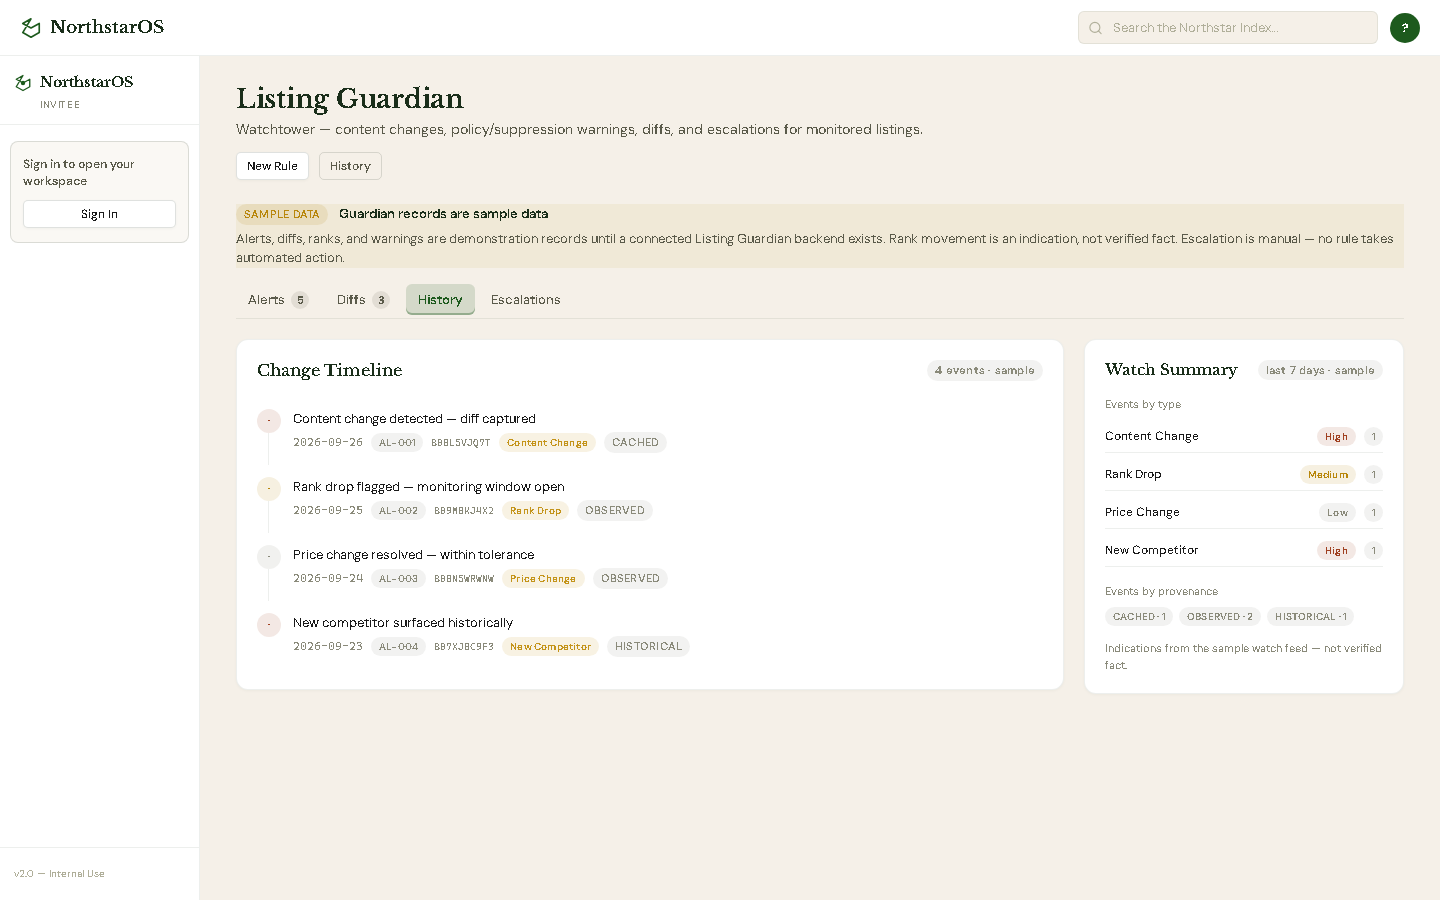 NorthstarOS
Search the Northstar Index...
?
NorthstarOS
INVITEE
Sign in to open your
workspace
Sign In
v2.0 — Internal Use
Listing Guardian
Watchtower — content changes, policy/suppression warnings, diffs, and escalations for monitored listings.
New Rule
History
SAMPLE DATA Guardian records are sample data
Alerts, diffs, ranks, and warnings are demonstration records until a connected Listing Guardian backend exists. Rank movement is an indication, not verified fact. Escalation is manual — no rule takes
automated action.
Alerts 5
Diffs 3
History
Escalations
Change Timeline
4 events · sample
Content change detected — diff captured
2026-09-26 AL-001 Content Change CACHED
Rank drop flagged — monitoring window open
2026-09-25 AL-002 Rank Drop OBSERVED
Price change resolved — within tolerance
2026-09-24 AL-003 Price Change OBSERVED
New competitor surfaced historically
2026-09-23 AL-004 New Competitor HISTORICAL
Watch Summary
last 7 days · sample
Events by type
Content Change High 1
Rank Drop Medium 1
Price Change Low 1
New Competitor High 1
Events by provenance
CACHED · 1 OBSERVED · 2 HISTORICAL · 1
Indications from the sample watch feed — not verified
fact.